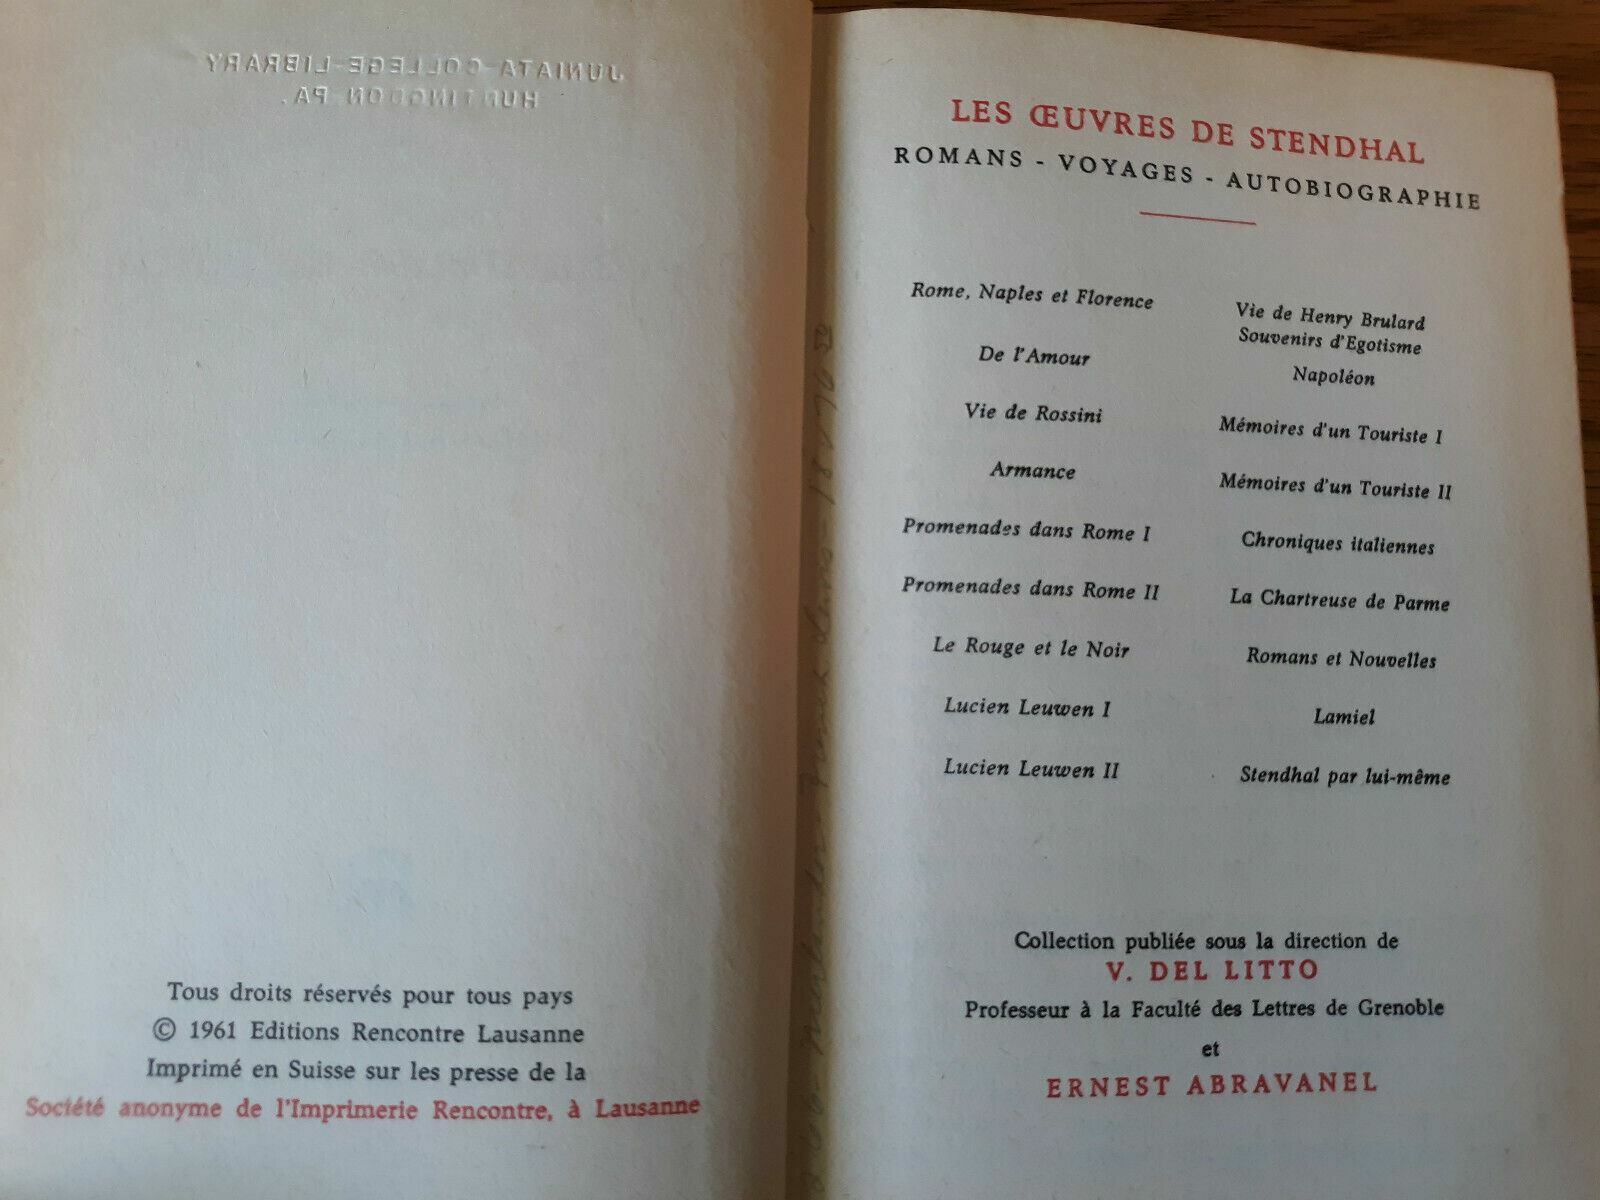 JUNIATA COLLEGE LIBRARY
HUNTINGDON PA.
Tous droits réservés pour tous pays
© 1961 Editions Rencontre Lausanne
Imprimé en Suisse sur les presse de la
Société anonyme de l'Imprimerie Rencontre, à Lausanne
LES ŒUVRES DE STENDHAL
ROMANS - VOYAGES - AUTOBIOGRAPHIE
Rome, Naples et Florence
De l'Amour
Vie de Rossini
Armance
Promenades dans Rome I
Promenades dans Rome II
Le Rouge et le Noir
Lucien Leuwen I
Lucien Leuwen II
Vie de Henry Brulard
Souvenirs d'Egotisme
Napoléon
Mémoires d'un Touriste I
Mémoires d'un Touriste II
Chroniques italiennes
La Chartreuse de Parme
Romans et Nouvelles
Lamiel
Stendhal par lui-même
Collection publiée sous la direction de
V. DEL LITTO
Professeur à la Faculté des Lettres de Grenoble
et
ERNEST ABRAVANEL